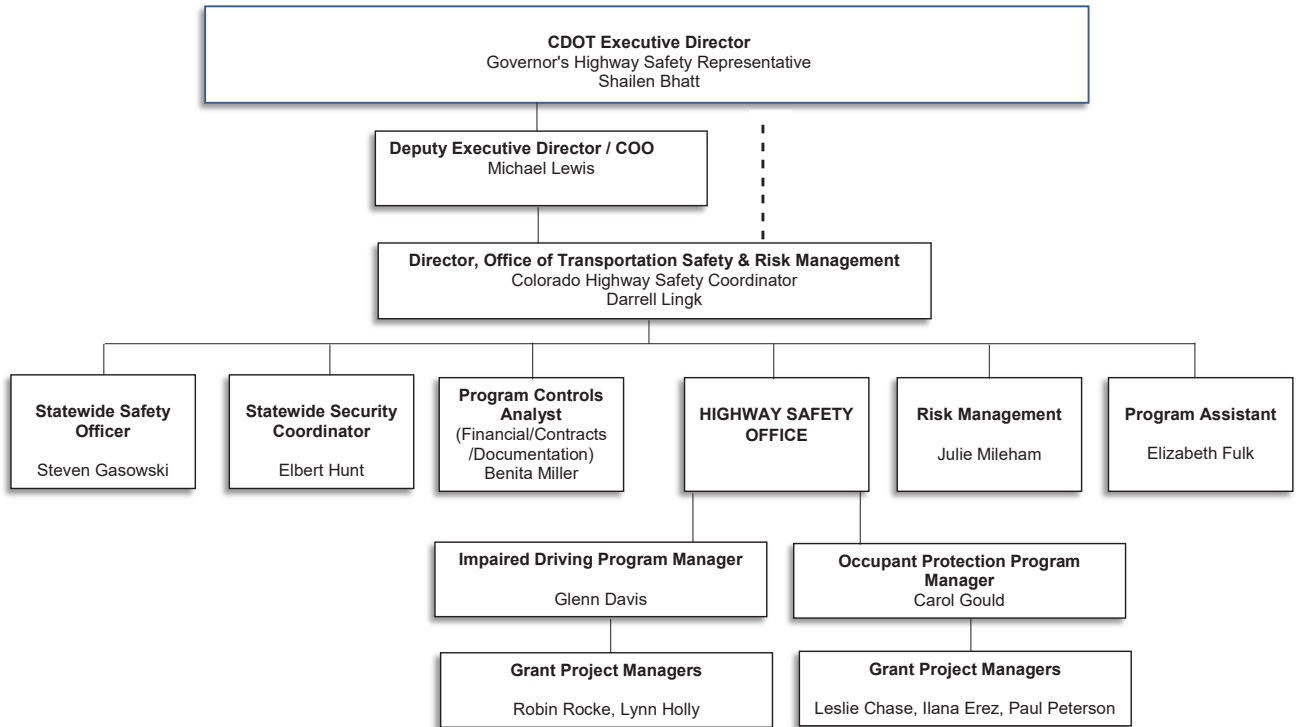 CDOT Executive Director
Governor's Highway Safety Representative
Shailen Bhatt
Deputy Executive Director / COO
Michael Lewis
Director, Office of Transportation Safety & Risk Management
Colorado Highway Safety Coordinator
Darrell Lingk
Statewide Safety
Officer
Steven Gasowski
Statewide Security
Coordinator
Elbert Hunt
Program Controls
Analyst
(Financial/Contracts
/Documentation)
Benita Miller
HIGHWAY SAFETY
OFFICE
Risk Management
Julie Mileham
Program Assistant
Elizabeth Fulk
Impaired Driving Program Manager
Glenn Davis
Occupant Protection Program
Manager
Carol Gould
Grant Project Managers
Robin Rocke, Lynn Holly
Grant Project Managers
Leslie Chase, Ilana Erez, Paul Peterson